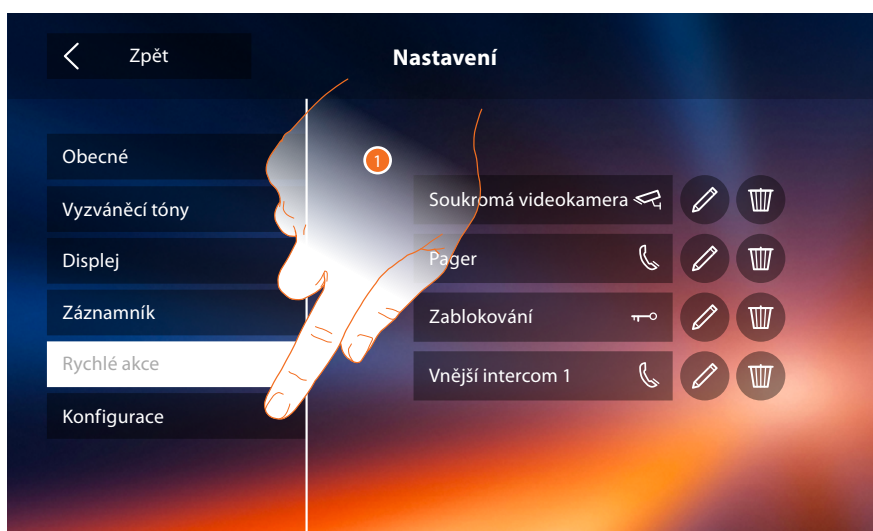 Zpět
Nastavení
Obecné
Vyzváněcí tóny
Displej
Záznamník
Rychlé akce
Konfigurace
1
Soukromá videokamera
Pager
Zablokování
Vnější intercom 1